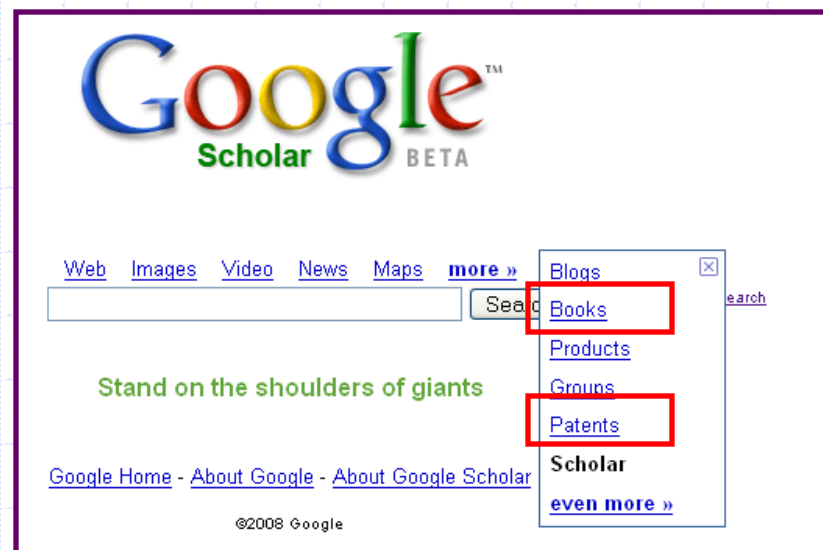 Google™
Scholar BETA
Web Images Video News Maps more »
Blogs
earch
Books
Products
Groups
Patents
Scholar
even more »
Stand on the shoulders of giants
Google Home - About Google - About Google Scholar
©2008 Google